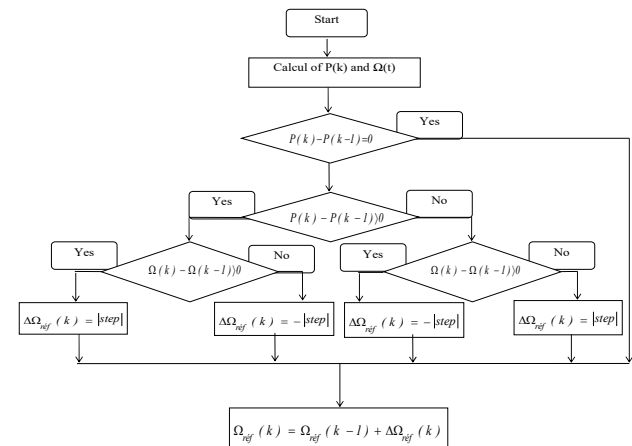 Start
Calcul of P(k) and Ω(t)
Yes
P(k)−P(k−1)=0
Yes
No
P(k)−P(k−1)⟩0
Yes
No
Yes
No
Ω(k)−Ω(k−1)⟩0
Ω(k)−Ω(k−1)⟩0
ΔΩréf(k)=|step|
ΔΩréf(k)=−|step|
ΔΩréf(k)=−|step|
ΔΩréf(k)=|step|
Ωréf(k)=Ωréf(k−1)+ΔΩréf(k)